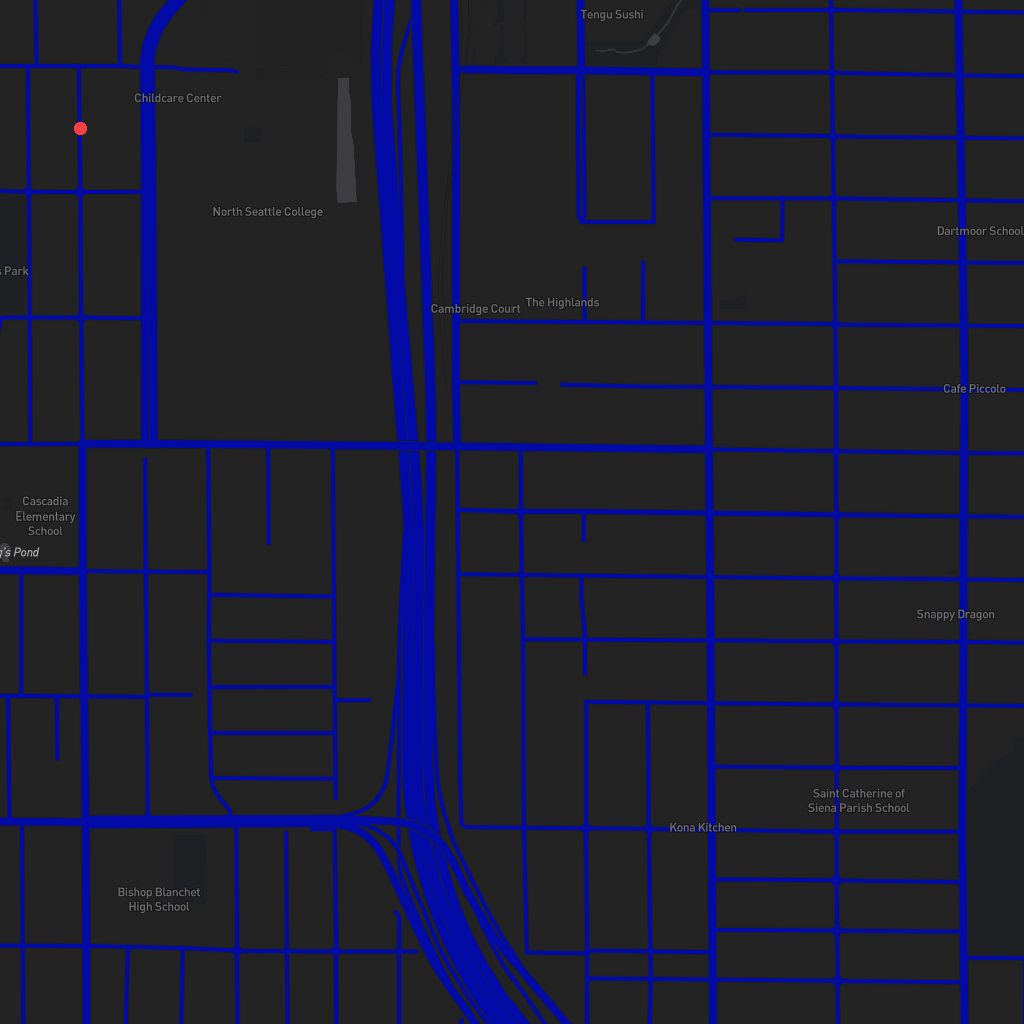 Tengu Sushi
Childcare Center
North Seattle College
Dartmoor School
s Park
Cambridge Court
The Highlands
Cafe Piccolo
Cascadia
Elementary
School
g's Pond
Snappy Dragon
Saint Catherine of
Siena Parish School
Kona Kitchen
Bishop Blanchet
High School